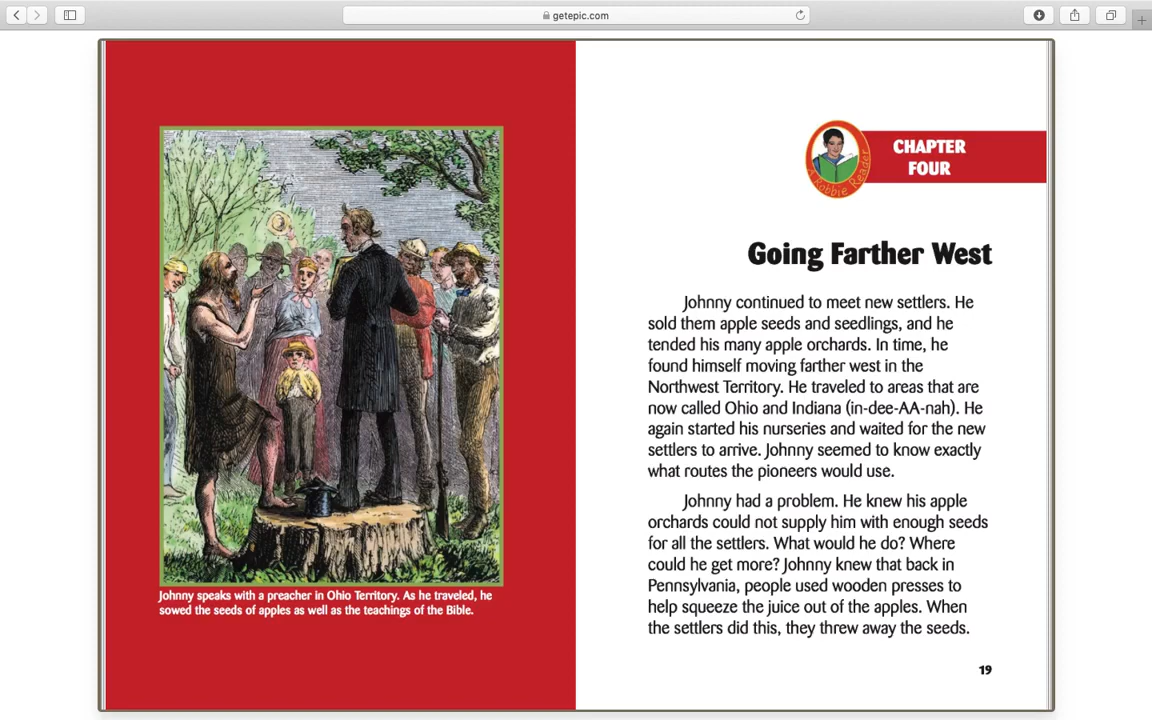 getepic.com
Johnny speaks with a preacher in Ohio Territory. As he traveled, he
sowed the seeds of apples as well as the teachings of the Bible.
A Robbie Reader
CHAPTER
FOUR
Going Farther West
Johnny continued to meet new settlers. He
sold them apple seeds and seedlings, and he
tended his many apple orchards. In time, he
found himself moving farther west in the
Northwest Territory. He traveled to areas that are
now called Ohio and Indiana (in-dee-AA-nah). He
again started his nurseries and waited for the new
settlers to arrive. Johnny seemed to know exactly
what routes the pioneers would use.
Johnny had a problem. He knew his apple
orchards could not supply him with enough seeds
for all the settlers. What would he do? Where
could he get more? Johnny knew that back in
Pennsylvania, people used wooden presses to
help squeeze the juice out of the apples. When
the settlers did this, they threw away the seeds.
19